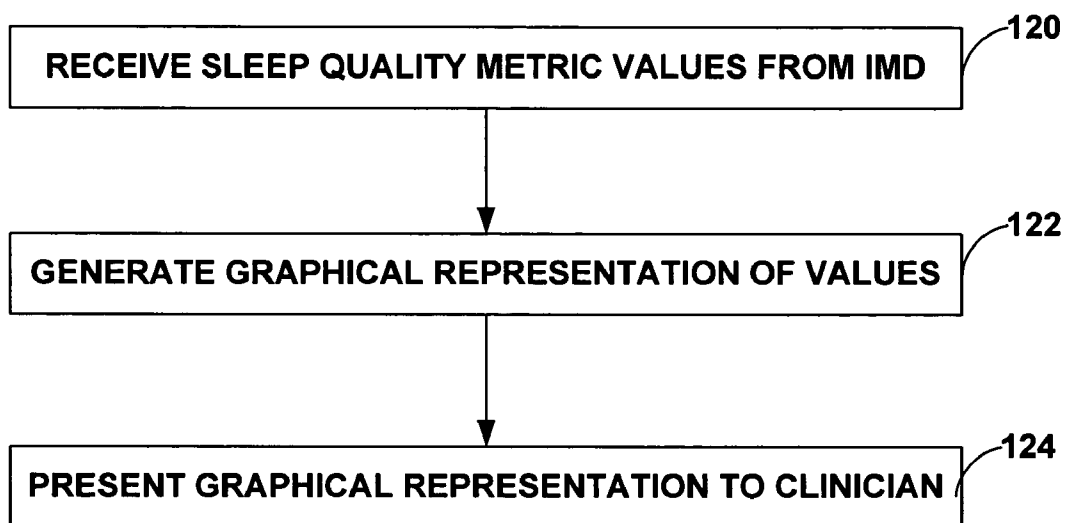 120
RECEIVE SLEEP QUALITY METRIC VALUES FROM IMD
122
GENERATE GRAPHICAL REPRESENTATION OF VALUES
124
PRESENT GRAPHICAL REPRESENTATION TO CLINICIAN